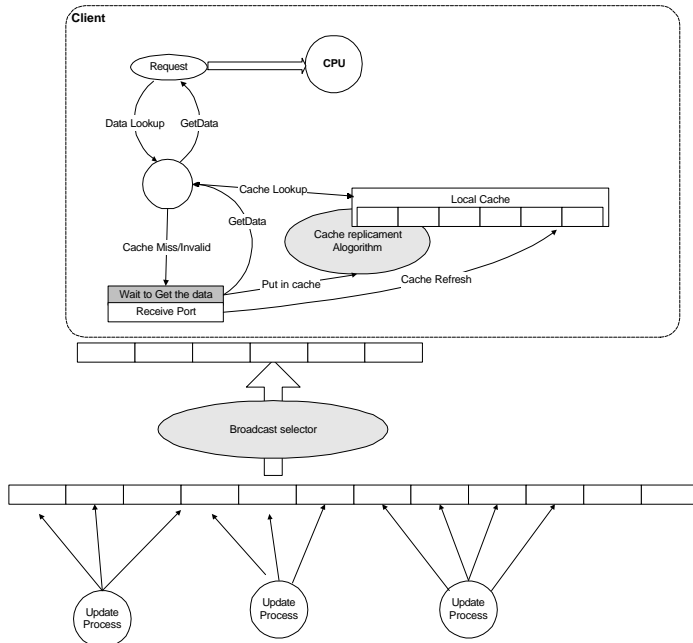 Client
CPU
Request
Data Lookup
GetData
Cache Lookup
Local Cache
GetData
Cache replicament
Alogorithm
Cache Miss/Invalid
Put in cache
Cache Refresh
Wait to Get the data
Receive Port
Broadcast selector
Update
Process
Update
Process
Update
Process